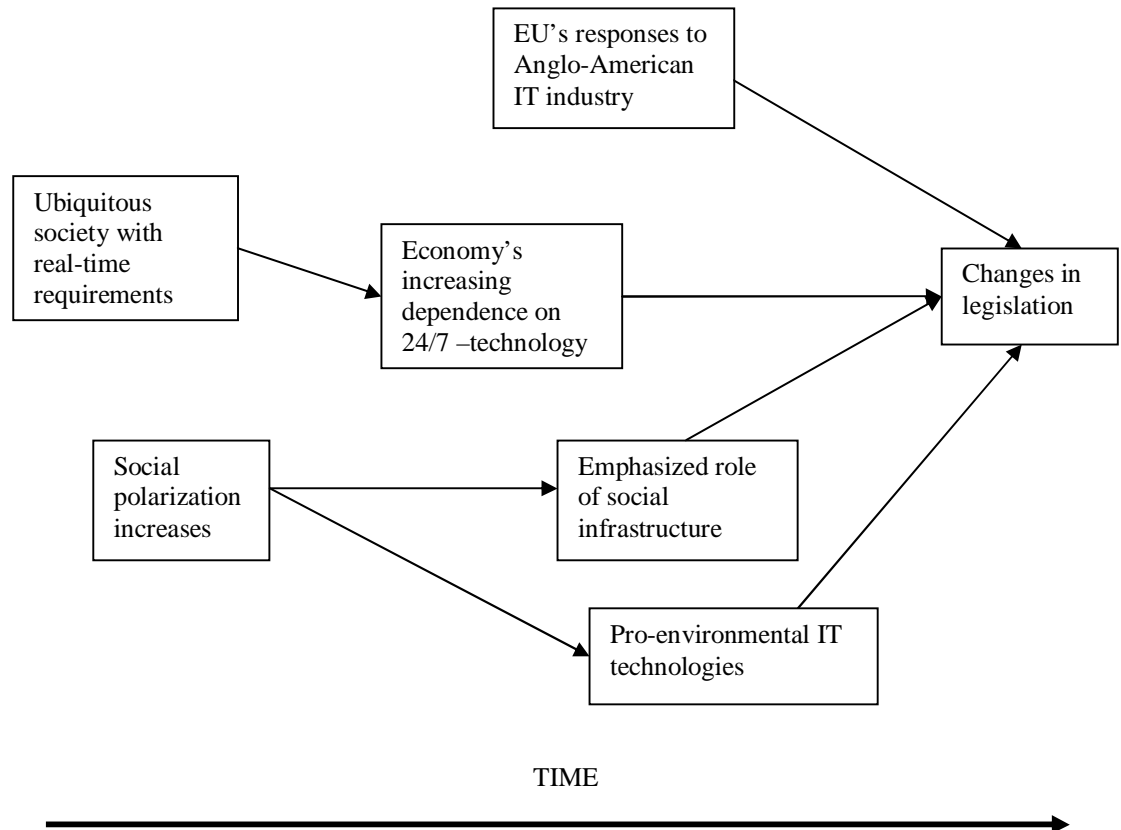 EU's responses to
Anglo-American
IT industry
Ubiquitous
society with
real-time
requirements
Economy's
increasing
dependence on
24/7 –technology
Changes in
legislation
Social
polarization
increases
Emphasized role
of social
infrastructure
Pro-environmental IT
technologies
TIME